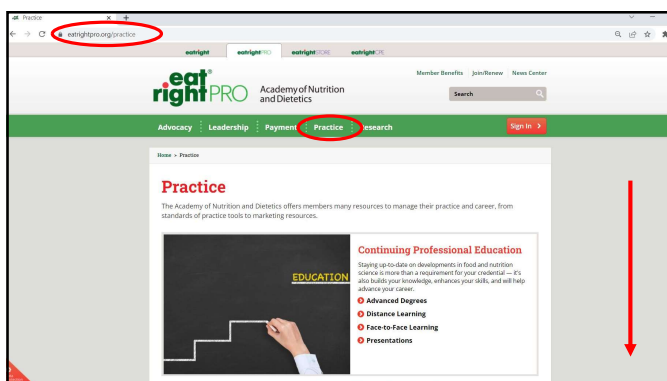 Practice
eatrightpro.org/practice
eatright eatrightPRO eatrightSTORE eatrightCPE
Member Benefits Join/Renew News Center
eat® rightPRO
Academy of Nutrition
and Dietetics
Search
Advocacy Leadership Payment Practice Research Sign In
Home > Practice
Practice
The Academy of Nutrition and Dietetics offers members many resources to manage their practice and career, from
standards of practice tools to marketing resources.
EDUCATION
Continuing Professional Education
Staying up-to-date on developments in food and nutrition
science is more than a requirement for your credential — it's
also builds your knowledge, enhances your skills, and will help
advance your career.
Advanced Degrees
Distance Learning
Face-to-Face Learning
Presentations